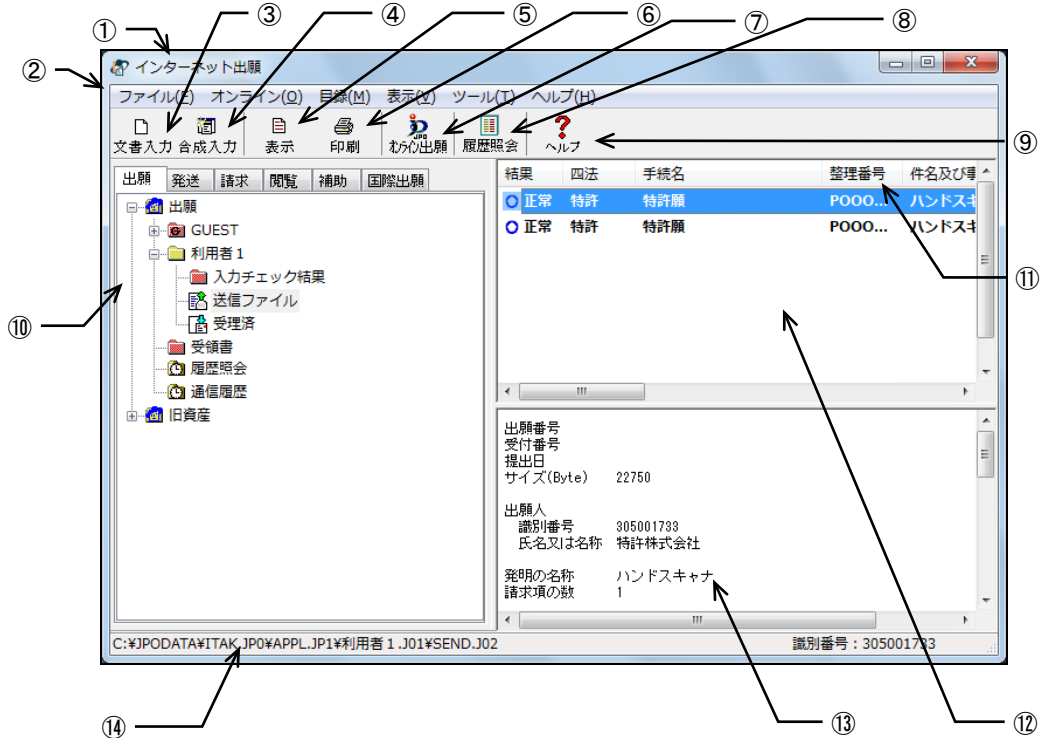 ③ ④ ⑤ ⑥ ⑦ ⑧
①
②
インターネット出願
ファイル(F) オンライン(O) 目録(M) 表示(V) ツール(T) ヘルプ(H)
文書入力 合成入力 表示 印刷 オンライン出願 履歴照会 ヘルプ
⑨
出願 発送 請求 閲覧 補助 国際出願
出願
GUEST
利用者1
入力チェック結果
送信ファイル
受理済
受領書
履歴照会
通信履歴
旧資産
⑩
結果 四法 手続名 整理番号 件名及び事
正常 特許 特許願 POOO... ハンドスキ
正常 特許 特許願 POOO... ハンドスキ
⑪
出願番号
受付番号
提出日
サイズ(Byte) 22750
出願人
識別番号 305001733
氏名又は名称 特許株式会社
発明の名称 ハンドスキャナ
請求項の数 1
C:¥JPODATA¥ITAK.JP0¥APPL.JP1¥利用者1.J01¥SEND.J02 識別番号:305001733
⑭ ⑬ ⑫